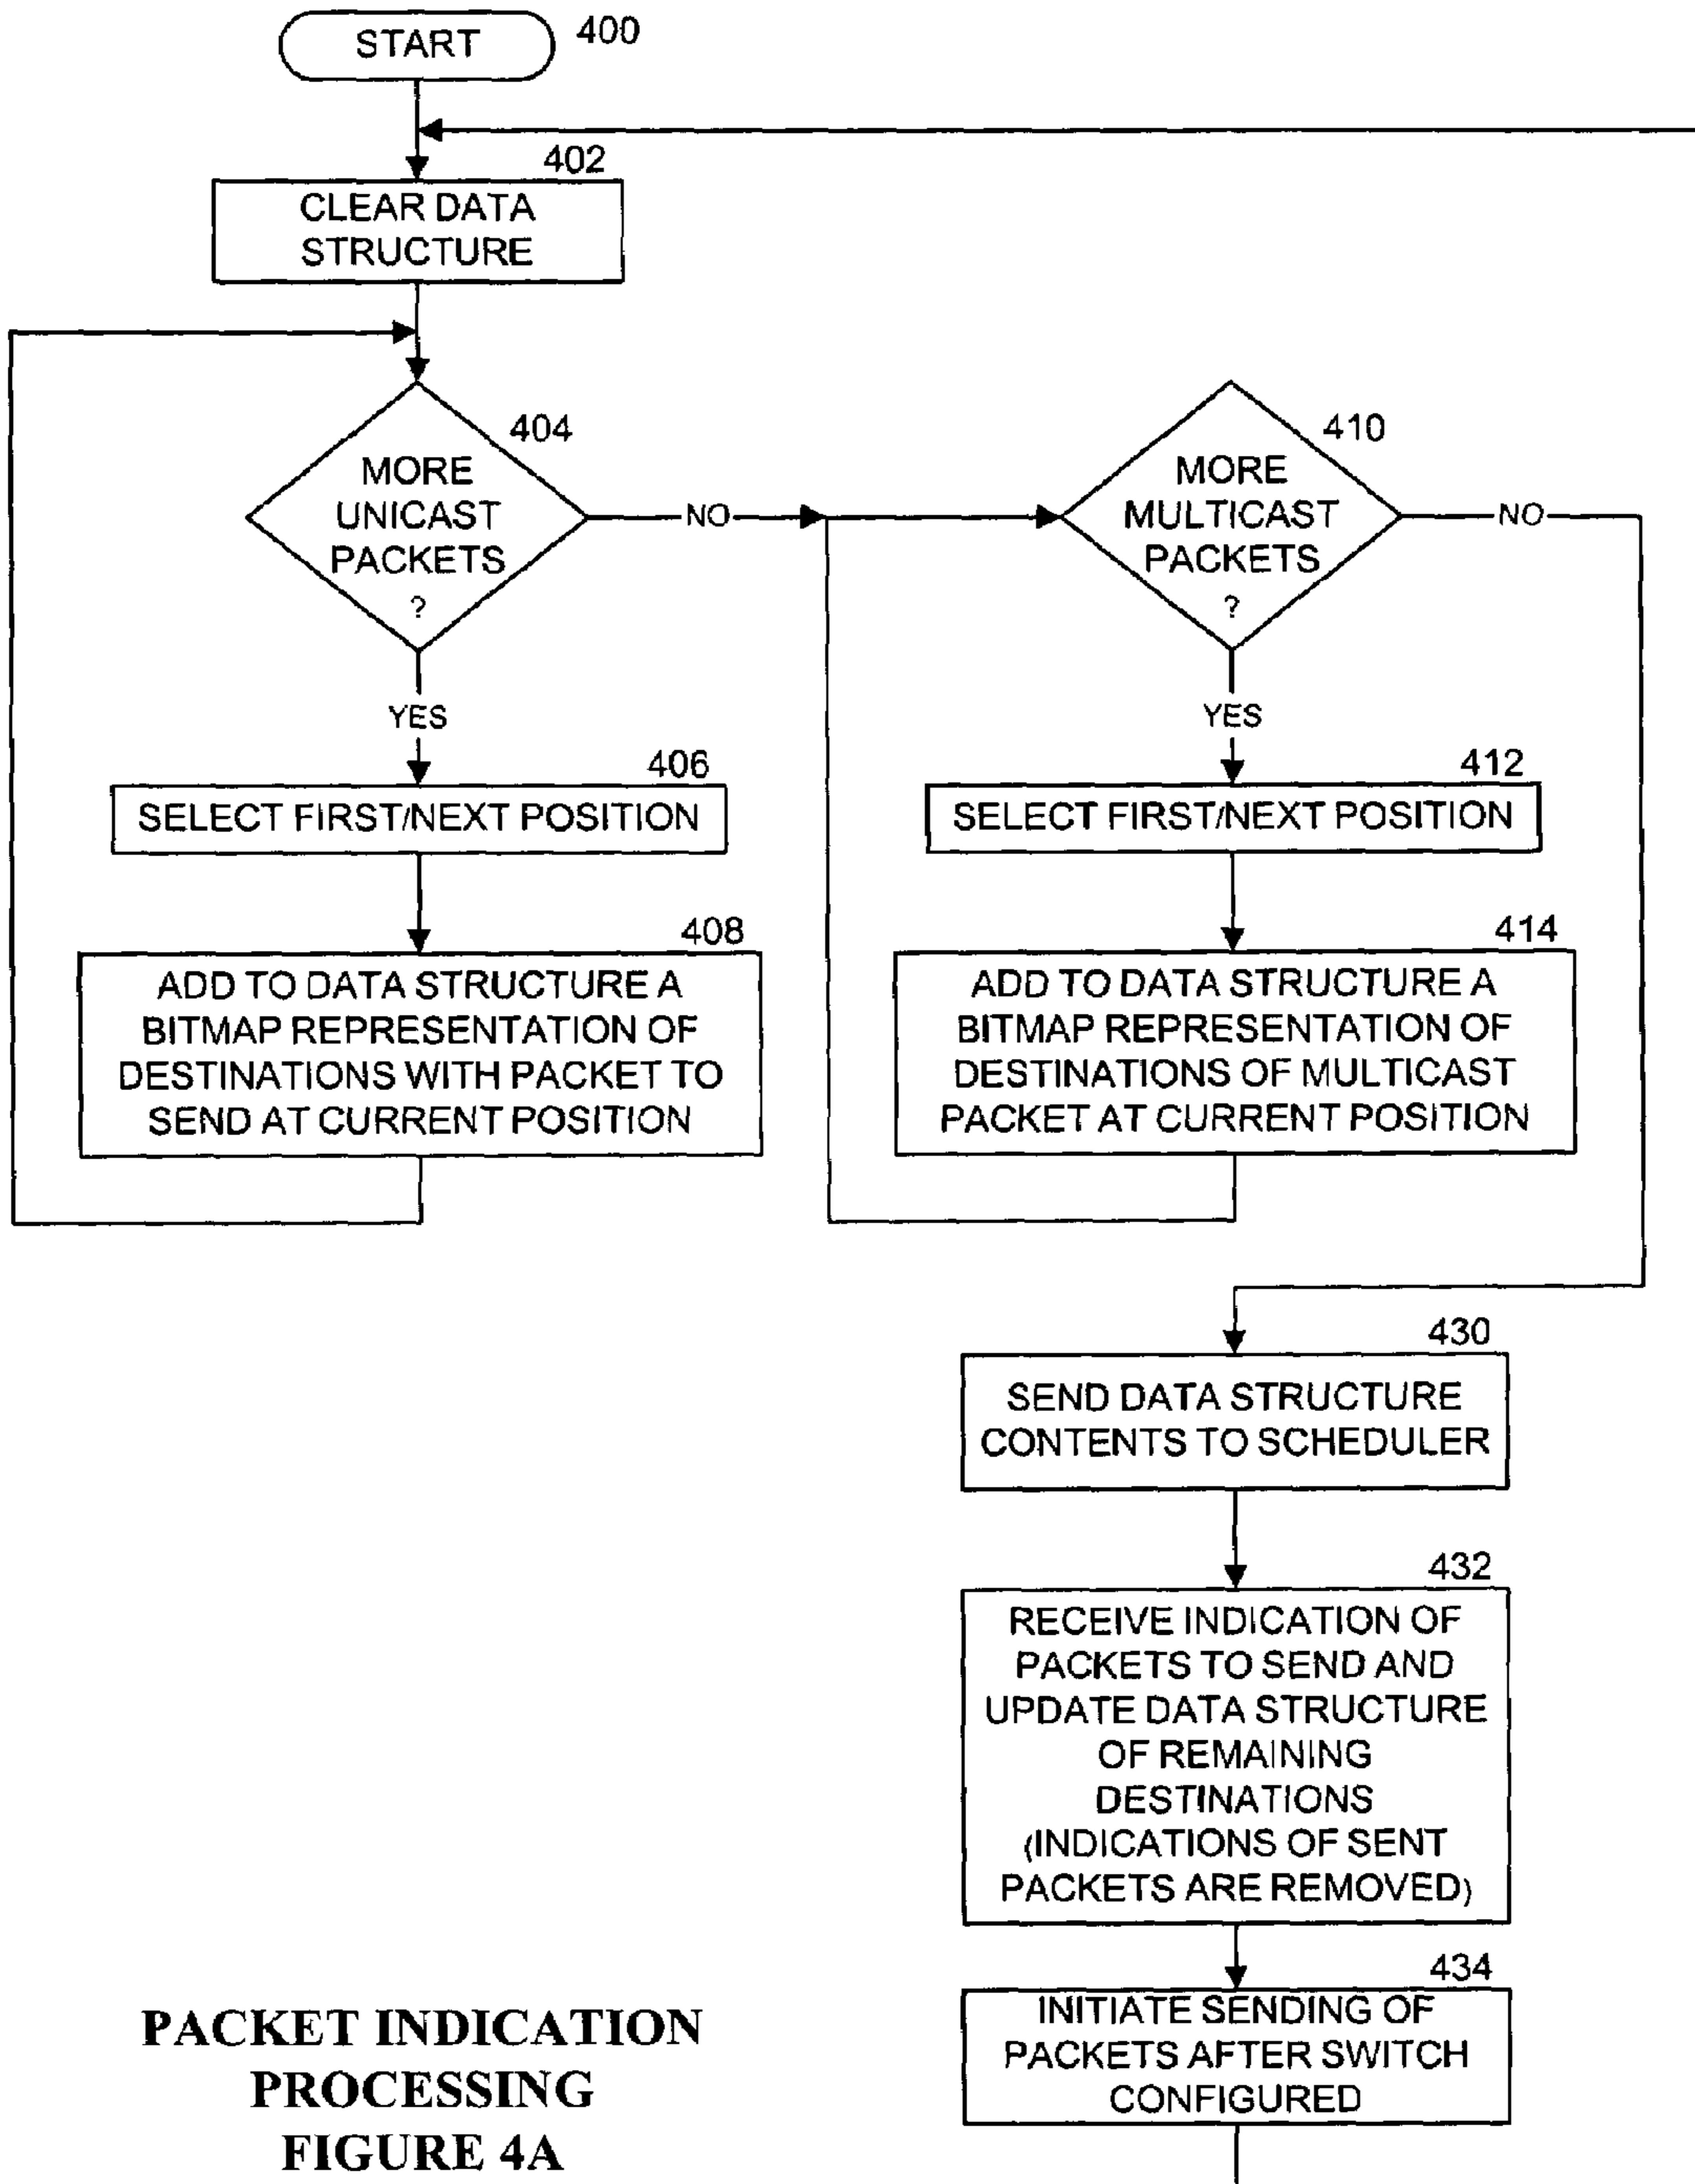 START
400
402
CLEAR DATA
STRUCTURE
404
MORE
UNICAST
PACKETS
?
NO
YES
406
SELECT FIRST/NEXT POSITION
408
ADD TO DATA STRUCTURE A
BITMAP REPRESENTATION OF
DESTINATIONS WITH PACKET TO
SEND AT CURRENT POSITION
410
MORE
MULTICAST
PACKETS
?
NO
YES
412
SELECT FIRST/NEXT POSITION
414
ADD TO DATA STRUCTURE A
BITMAP REPRESENTATION OF
DESTINATIONS OF MULTICAST
PACKET AT CURRENT POSITION
430
SEND DATA STRUCTURE
CONTENTS TO SCHEDULER
432
RECEIVE INDICATION OF
PACKETS TO SEND AND
UPDATE DATA STRUCTURE
OF REMAINING
DESTINATIONS
(INDICATIONS OF SENT
PACKETS ARE REMOVED)
434
INITIATE SENDING OF
PACKETS AFTER SWITCH
CONFIGURED
PACKET INDICATION
PROCESSING
FIGURE 4A